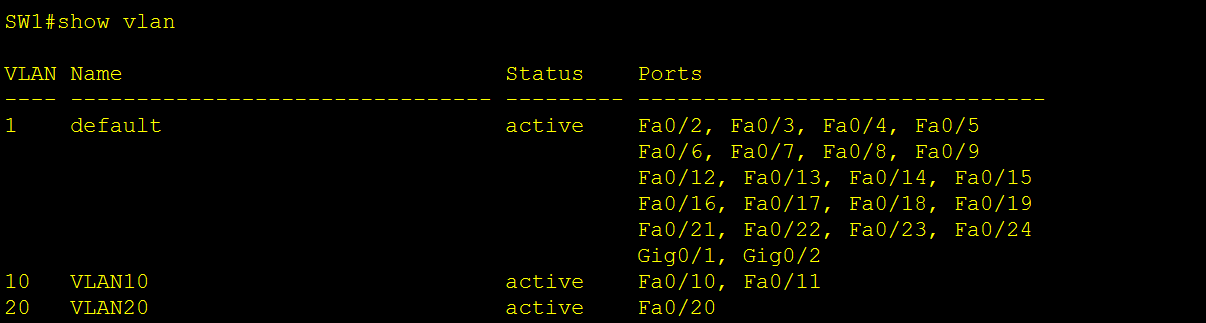 SW1#show vlan
VLAN Name                             Status    Ports
---- -------------------------------- --------- -------------------------------
1    default                          active    Fa0/2, Fa0/3, Fa0/4, Fa0/5
                                                Fa0/6, Fa0/7, Fa0/8, Fa0/9
                                                Fa0/12, Fa0/13, Fa0/14, Fa0/15
                                                Fa0/16, Fa0/17, Fa0/18, Fa0/19
                                                Fa0/21, Fa0/22, Fa0/23, Fa0/24
                                                Gig0/1, Gig0/2
10   VLAN10                           active    Fa0/10, Fa0/11
20   VLAN20                           active    Fa0/20